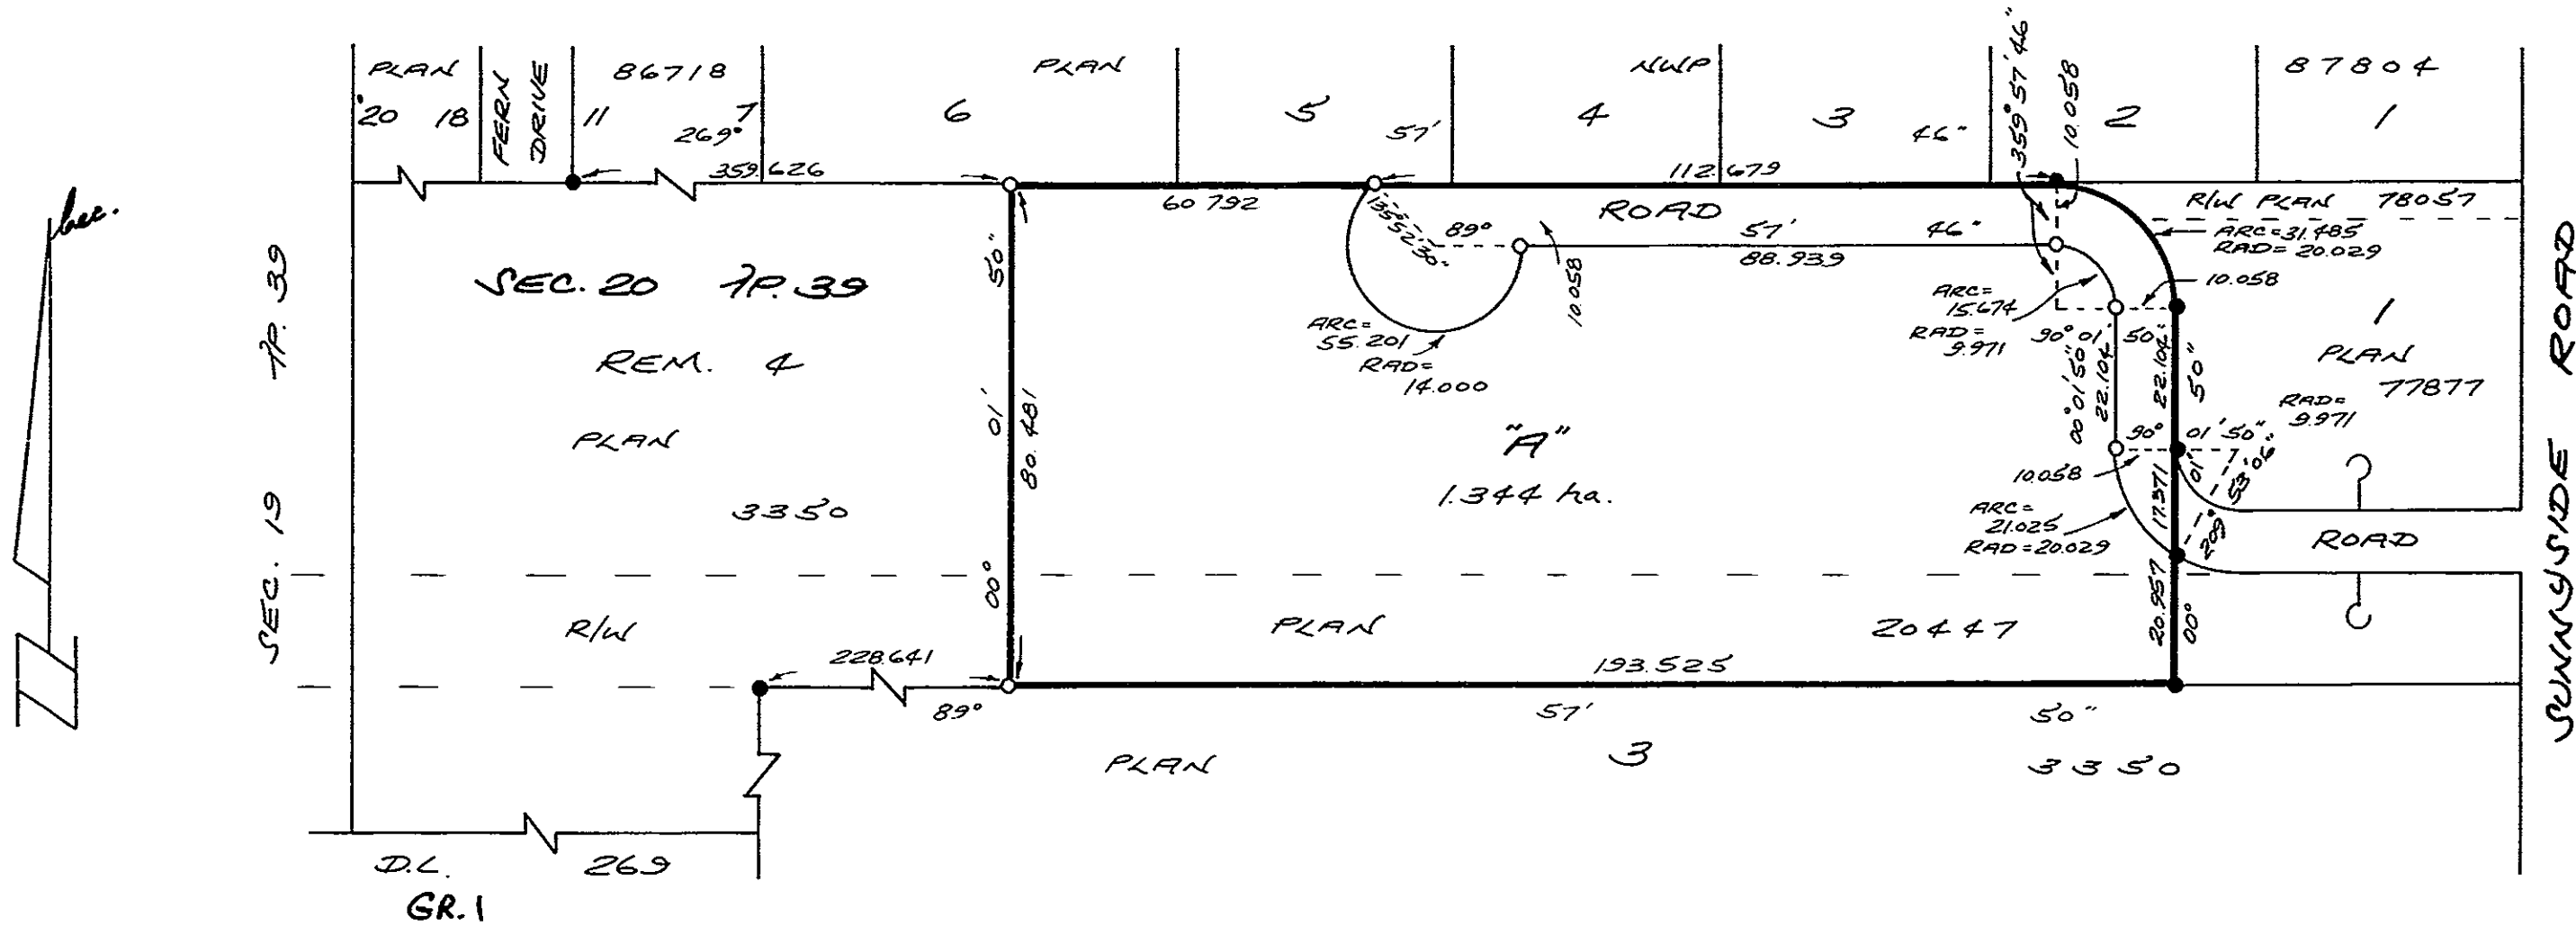 PLAN
20 18
FERN
DRIVE
86718
11 7
269°
359.626
PLAN
6
5
57'
NWP
4
3
46"
359° 57' 46"
10.058
2
87804
1
112.679
60.792
ROAD
R/W PLAN 78057
ARC=31.485
RAD=20.029
10.058
135° 52' 30"
89° 57' 46"
88.939
10.058
ARC=
55.201
RAD=
14.000
ARC=
15.674
RAD=
9.971
90° 01' 50"
00° 01' 50"
22.104
22.104
50"
1
PLAN
77877
RAD=
9.971
SEC. 19 TP. 39
SEC. 20 TP. 39
REM. 4
PLAN
3350
00° 01' 50"
80.481
"A"
1.344 ha.
90° 01' 50"
10.058
ARC=
21.025
RAD=20.029
17.371
01'
209° 53' 06"
ROAD
20.957
00°
SUNNYSIDE ROAD
R/W PLAN 20447
228.641
193.525
89° 57' 50"
PLAN 3 3350
D.L. 269
GR. 1